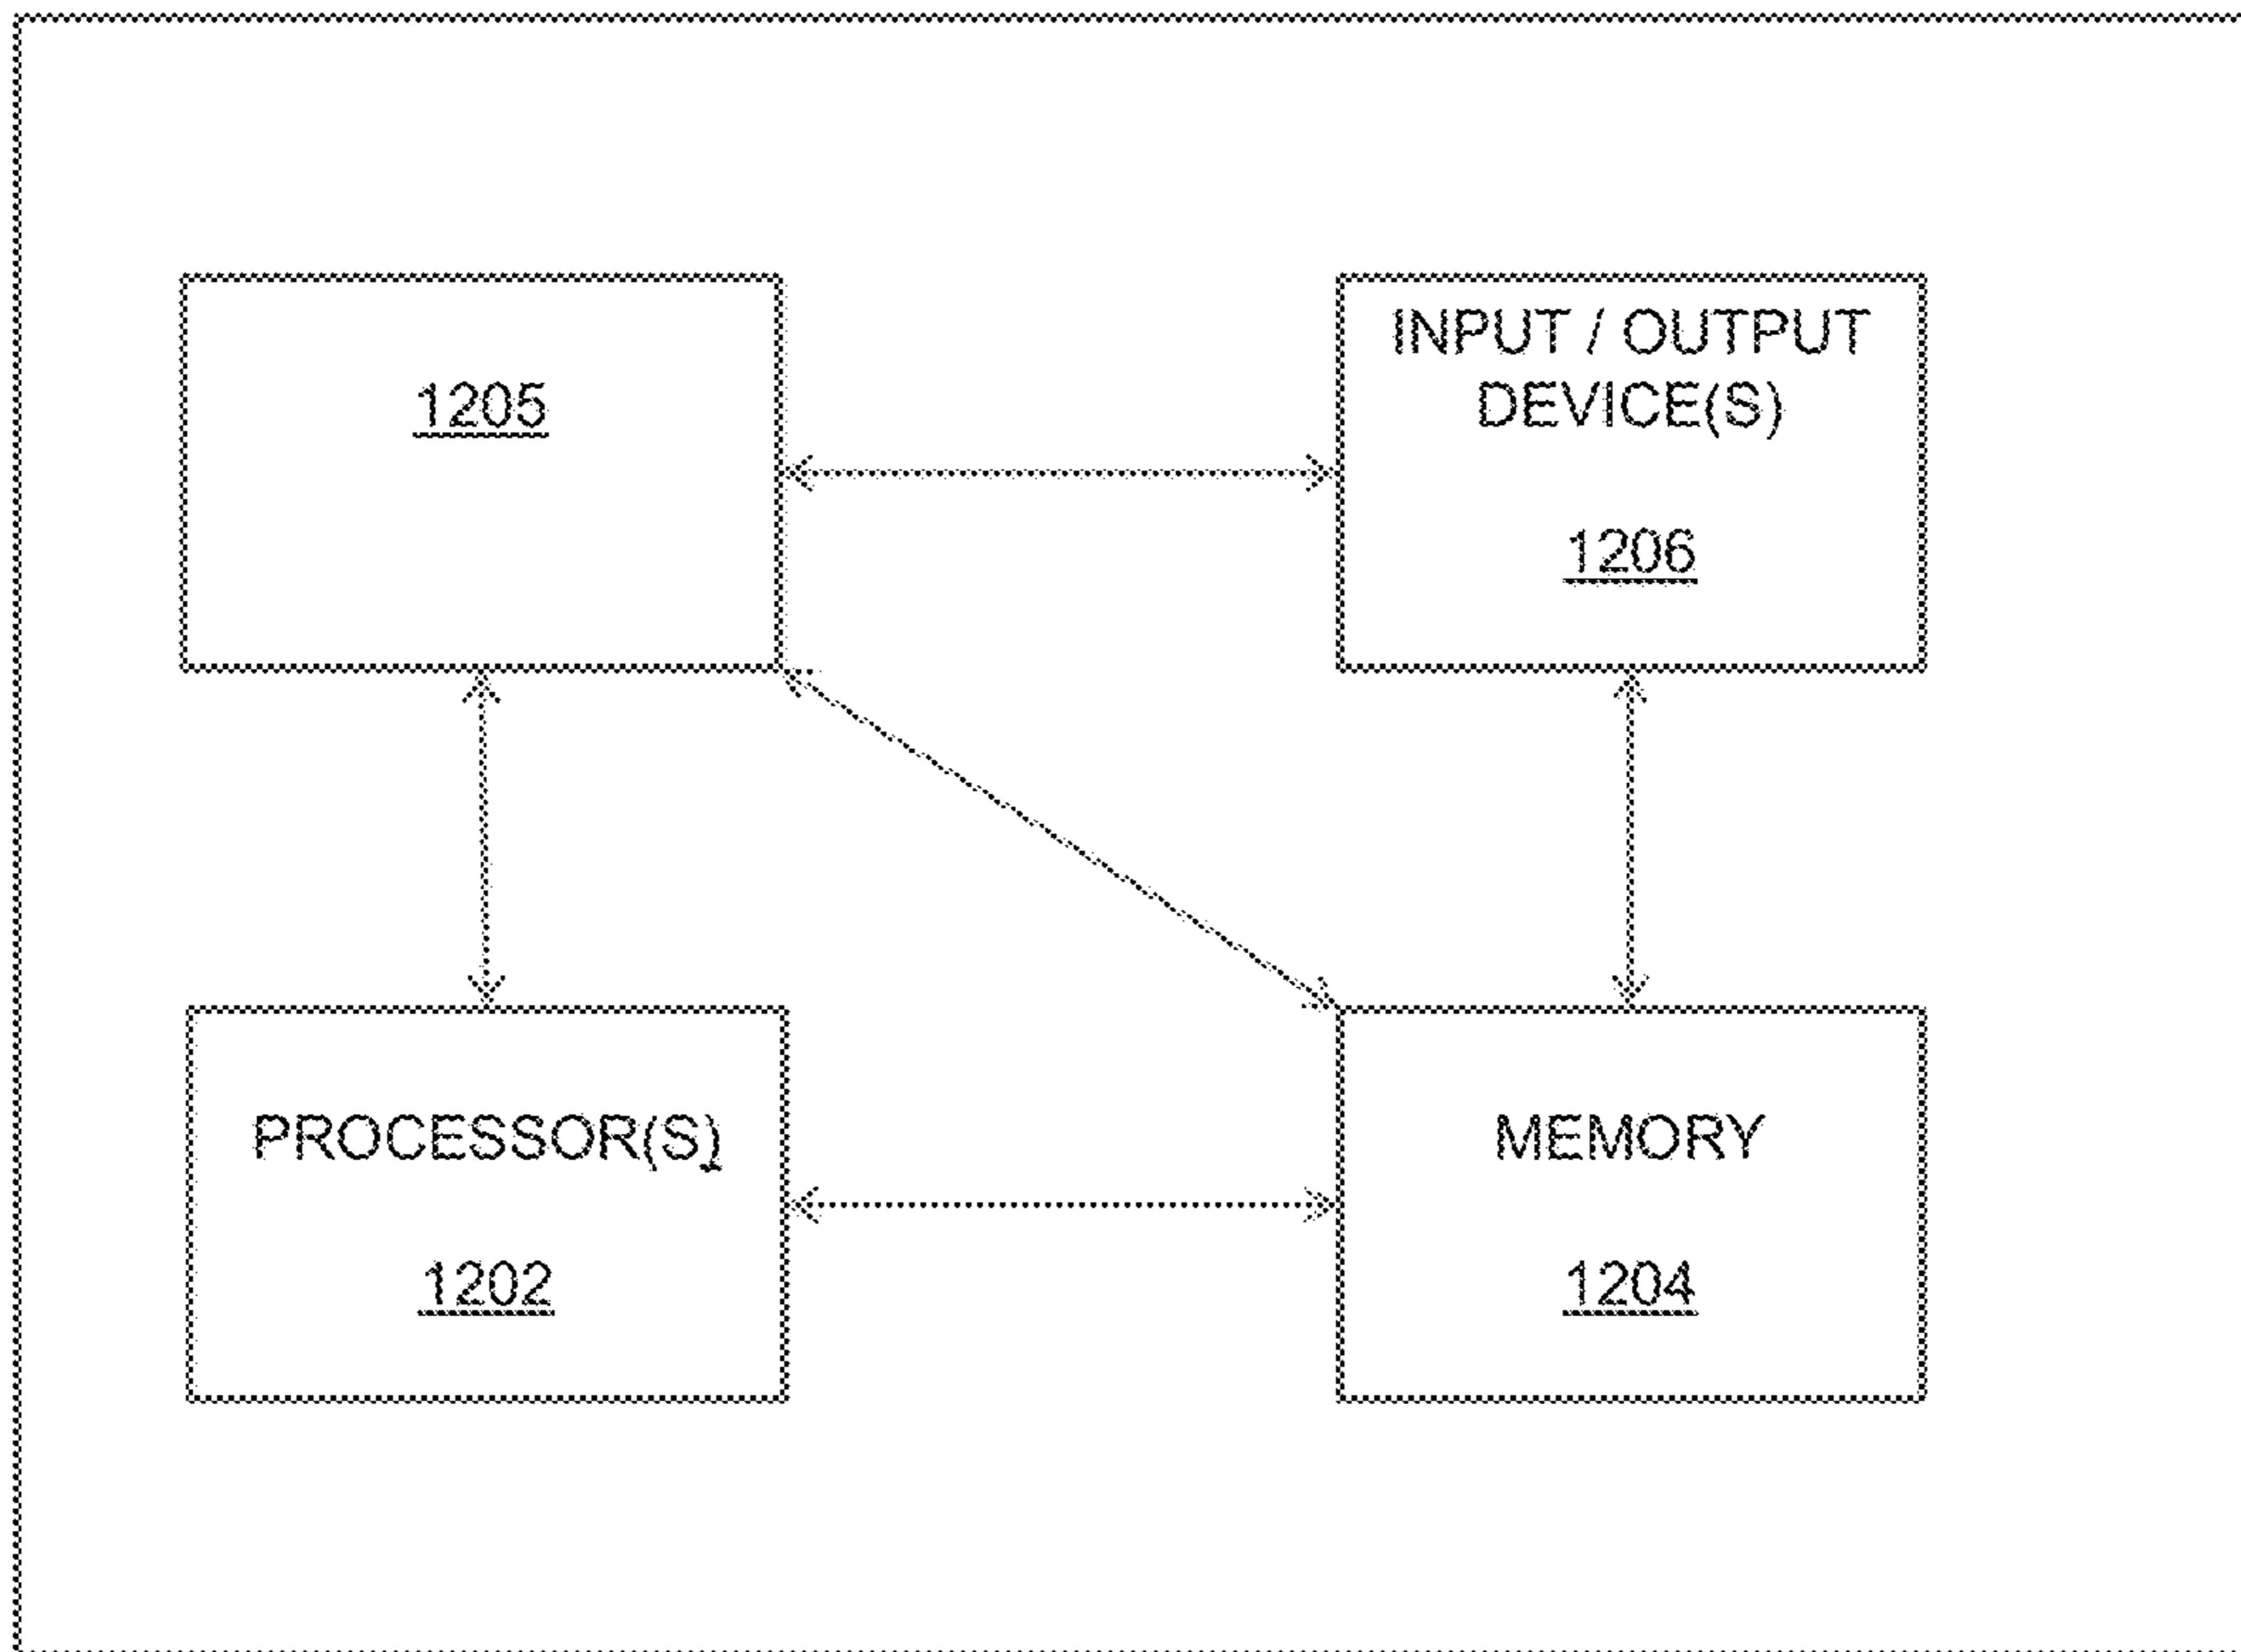 1205
INPUT / OUTPUT
DEVICE(S)
1206
PROCESSOR(S)
1202
MEMORY
1204